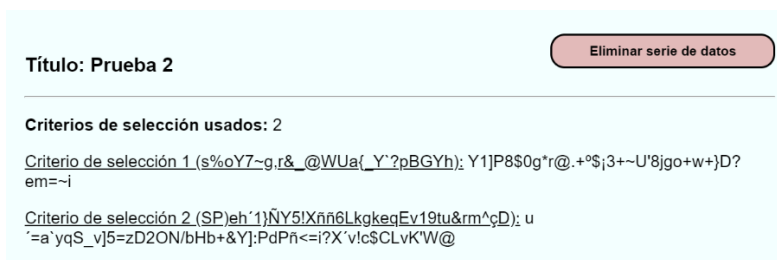 Eliminar serie de datos
Título: Prueba 2
Criterios de selección usados: 2
Criterio de selección 1 (s%oY7~g,r&_@WUa{_Y`?pBGYh): Y1]P8$0g*r@.+º$¡3+~U'8jgo+w+}D?
em=~i
Criterio de selección 2 (SP)eh´1}ÑY5!Xññ6LkgkeqEv19tu&rm^çD): u
´=a`yqS_v]5=zD2ON/bHb+&Y]:PdPñ<=i?X´v!c$CLvK'W@